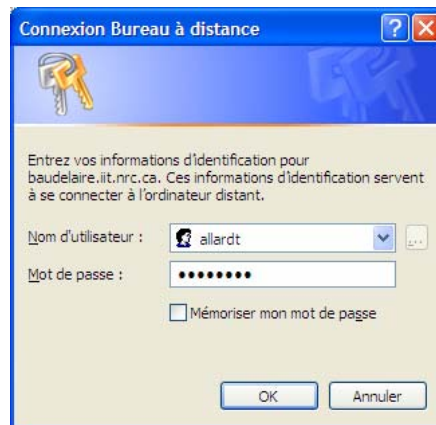 Connexion Bureau à distance
Entrez vos informations d'identification pour
baudelaire.iit.nrc.ca. Ces informations d'identification servent
à se connecter à l'ordinateur distant.
Nom d'utilisateur : allardt ...
Mot de passe : ••••••••
Mémoriser mon mot de passe
OK Annuler